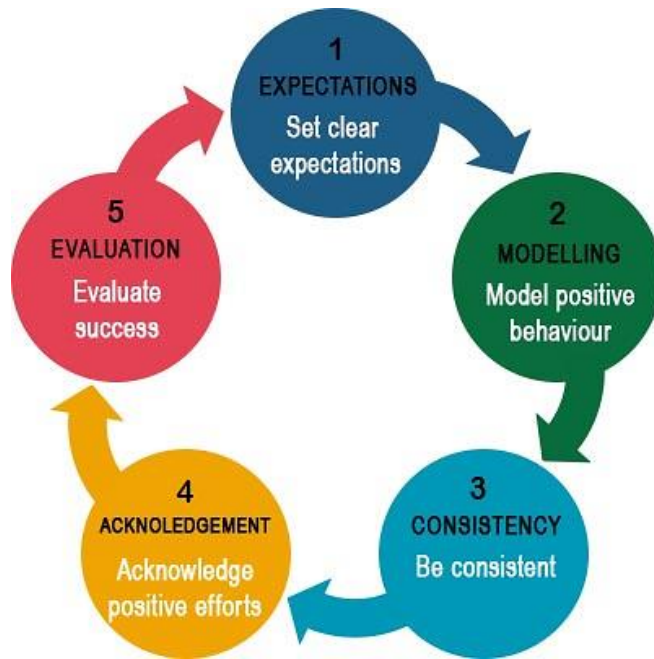 1
EXPECTATIONS
Set clear
expectations
2
MODELLING
Model positive
behaviour
3
CONSISTENCY
Be consistent
4
ACKNOLEDGEMENT
Acknowledge
positive efforts
5
EVALUATION
Evaluate
success